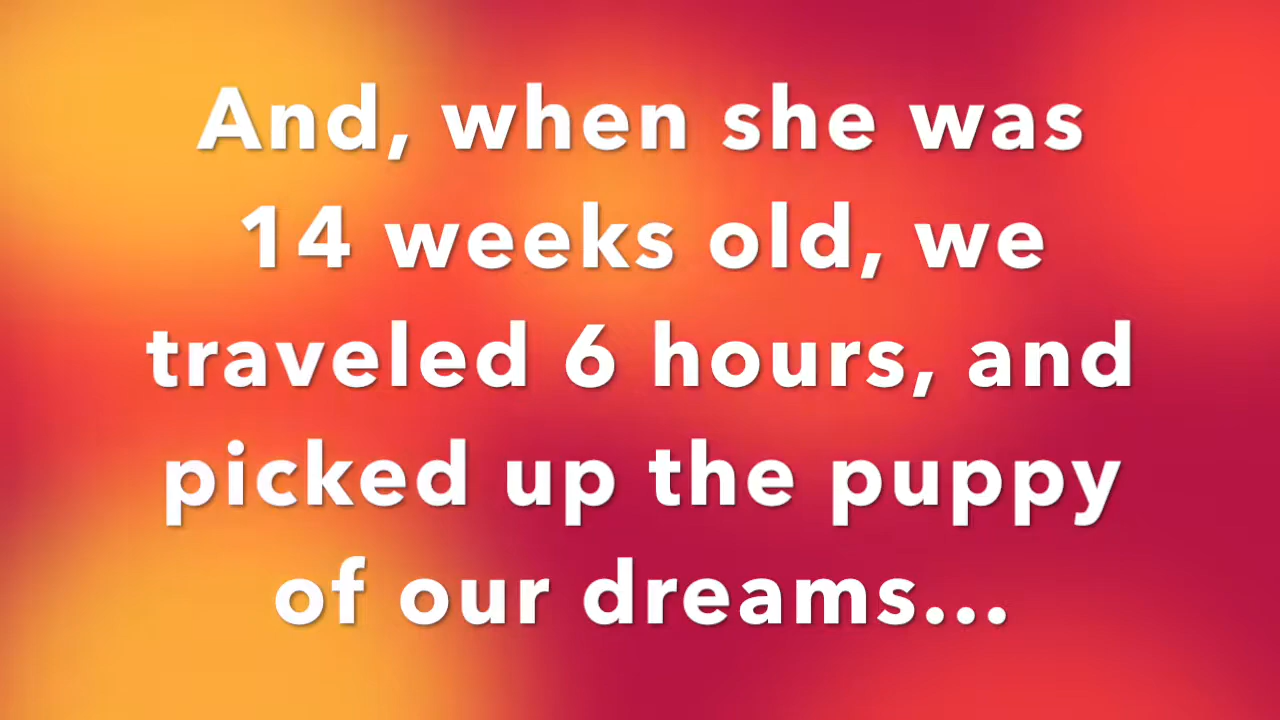 And, when she was
14 weeks old, we
traveled 6 hours, and
picked up the puppy
of our dreams...